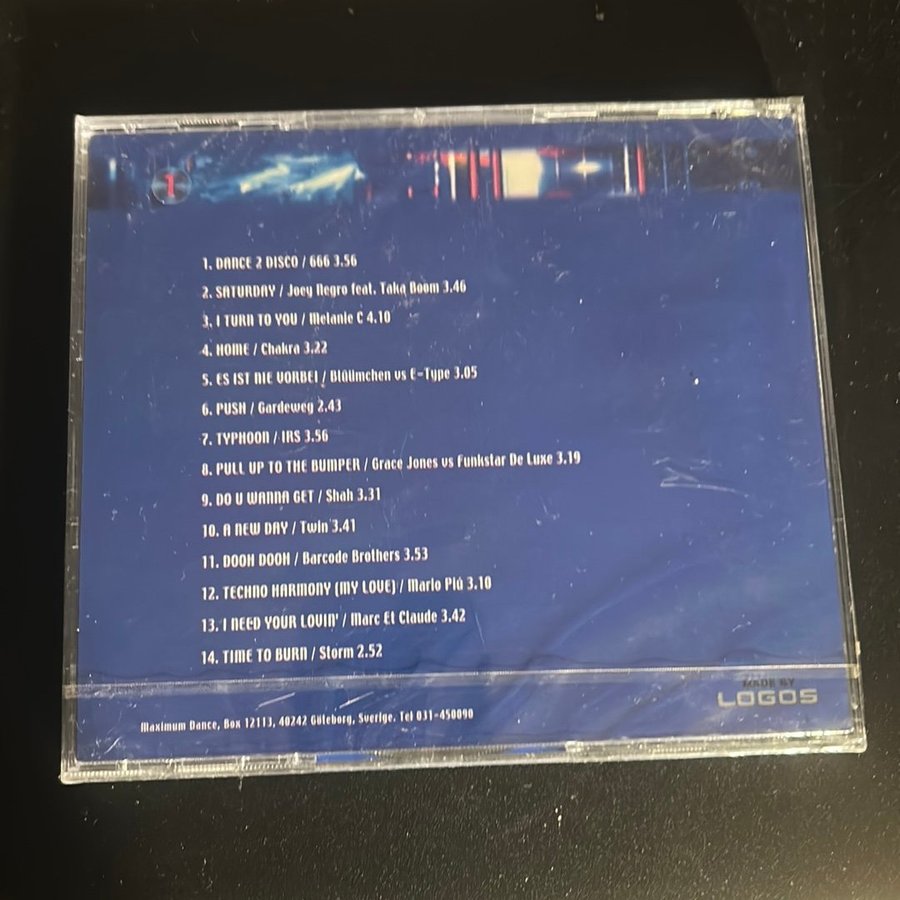 1
1. DANCE 2 DISCO / 666 3.56
2. SATURDAY / Joey Negro feat. Taka Boom 3.46
3. I TURN TO YOU / Melanie C 4.10
4. HOME / Chakra 3.22
5. ES IST NIE VORBEI / Blüümchen vs E-Type 3.05
6. PUSH / Gardeweg 2.43
7. TYPHOON / IRS 3.56
8. PULL UP TO THE BUMPER / Grace Jones vs Funkstar De Luxe 3.19
9. DO U WANNA GET / Shah 3.31
10. A NEW DAY / Twin 3.41
11. DOOH DOOH / Barcode Brothers 3.53
12. TECHNO HARMONY (MY LOVE) / Mario Più 3.10
13. I NEED YOUR LOVIN' / Marc Et Claude 3.42
14. TIME TO BURN / Storm 2.52
MADE BY
LOGOS
Maximum Dance, Box 12113, 40242 Göteborg, Sverige. Tel 031-450090